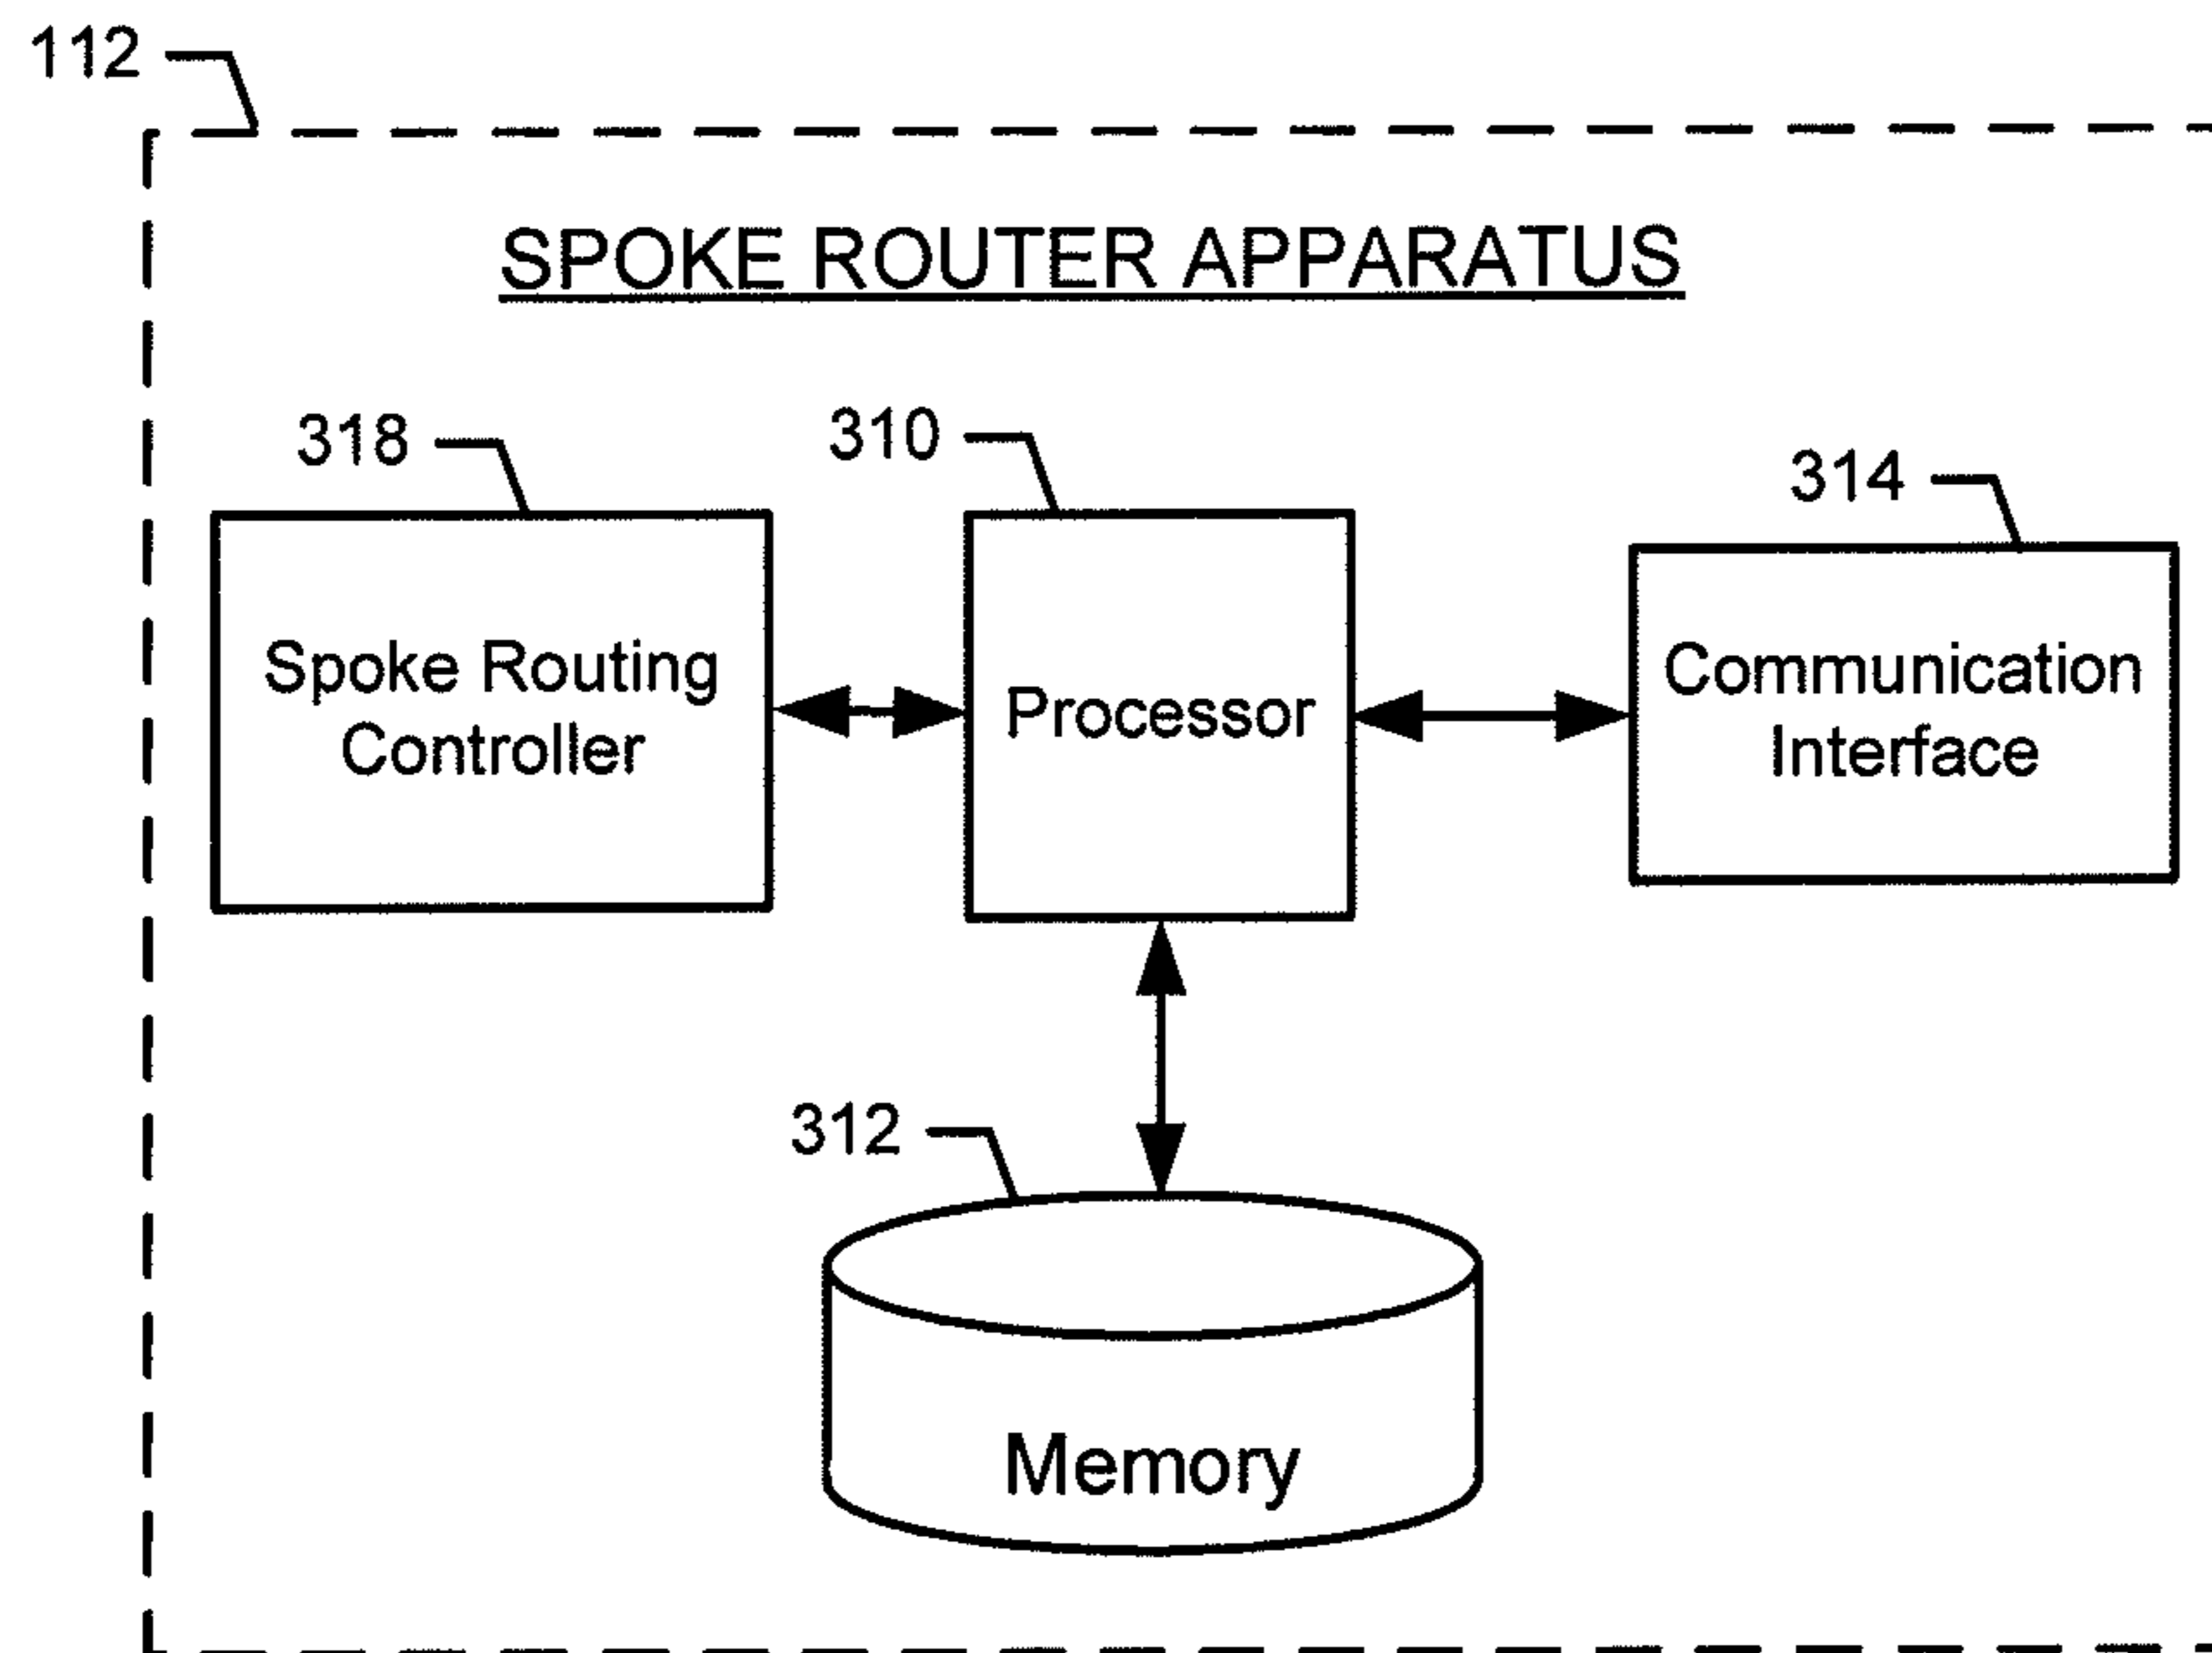 112
SPOKE ROUTER APPARATUS
318
310
314
Spoke Routing
Controller
Processor
Communication
Interface
312
Memory